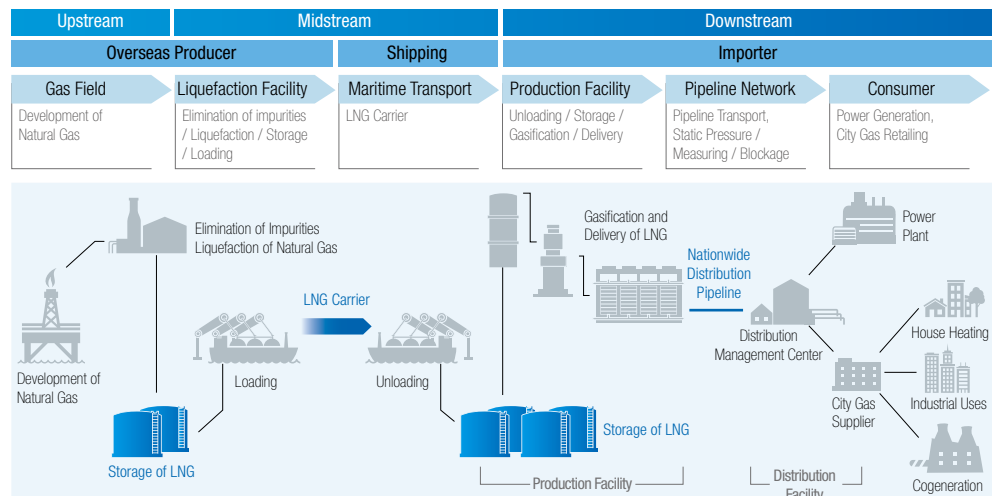 Upstream
Midstream
Downstream
Overseas Producer
Shipping
Importer
Gas Field
Liquefaction Facility
Maritime Transport
Production Facility
Pipeline Network
Consumer
Development of
Natural Gas
Elimination of impurities
/ Liquefaction / Storage
/ Loading
LNG Carrier
Unloading / Storage /
Gasification / Delivery
Pipeline Transport,
Static Pressure /
Measuring / Blockage
Power Generation,
City Gas Retailing
Elimination of Impurities
Liquefaction of Natural Gas
Development of
Natural Gas
Storage of LNG
Loading
LNG Carrier
Unloading
Storage of LNG
Gasification and
Delivery of LNG
Nationwide
Distribution
Pipeline
Distribution
Management Center
Power
Plant
House Heating
City Gas
Supplier
Industrial Uses
Cogeneration
Production Facility
Distribution
Facility